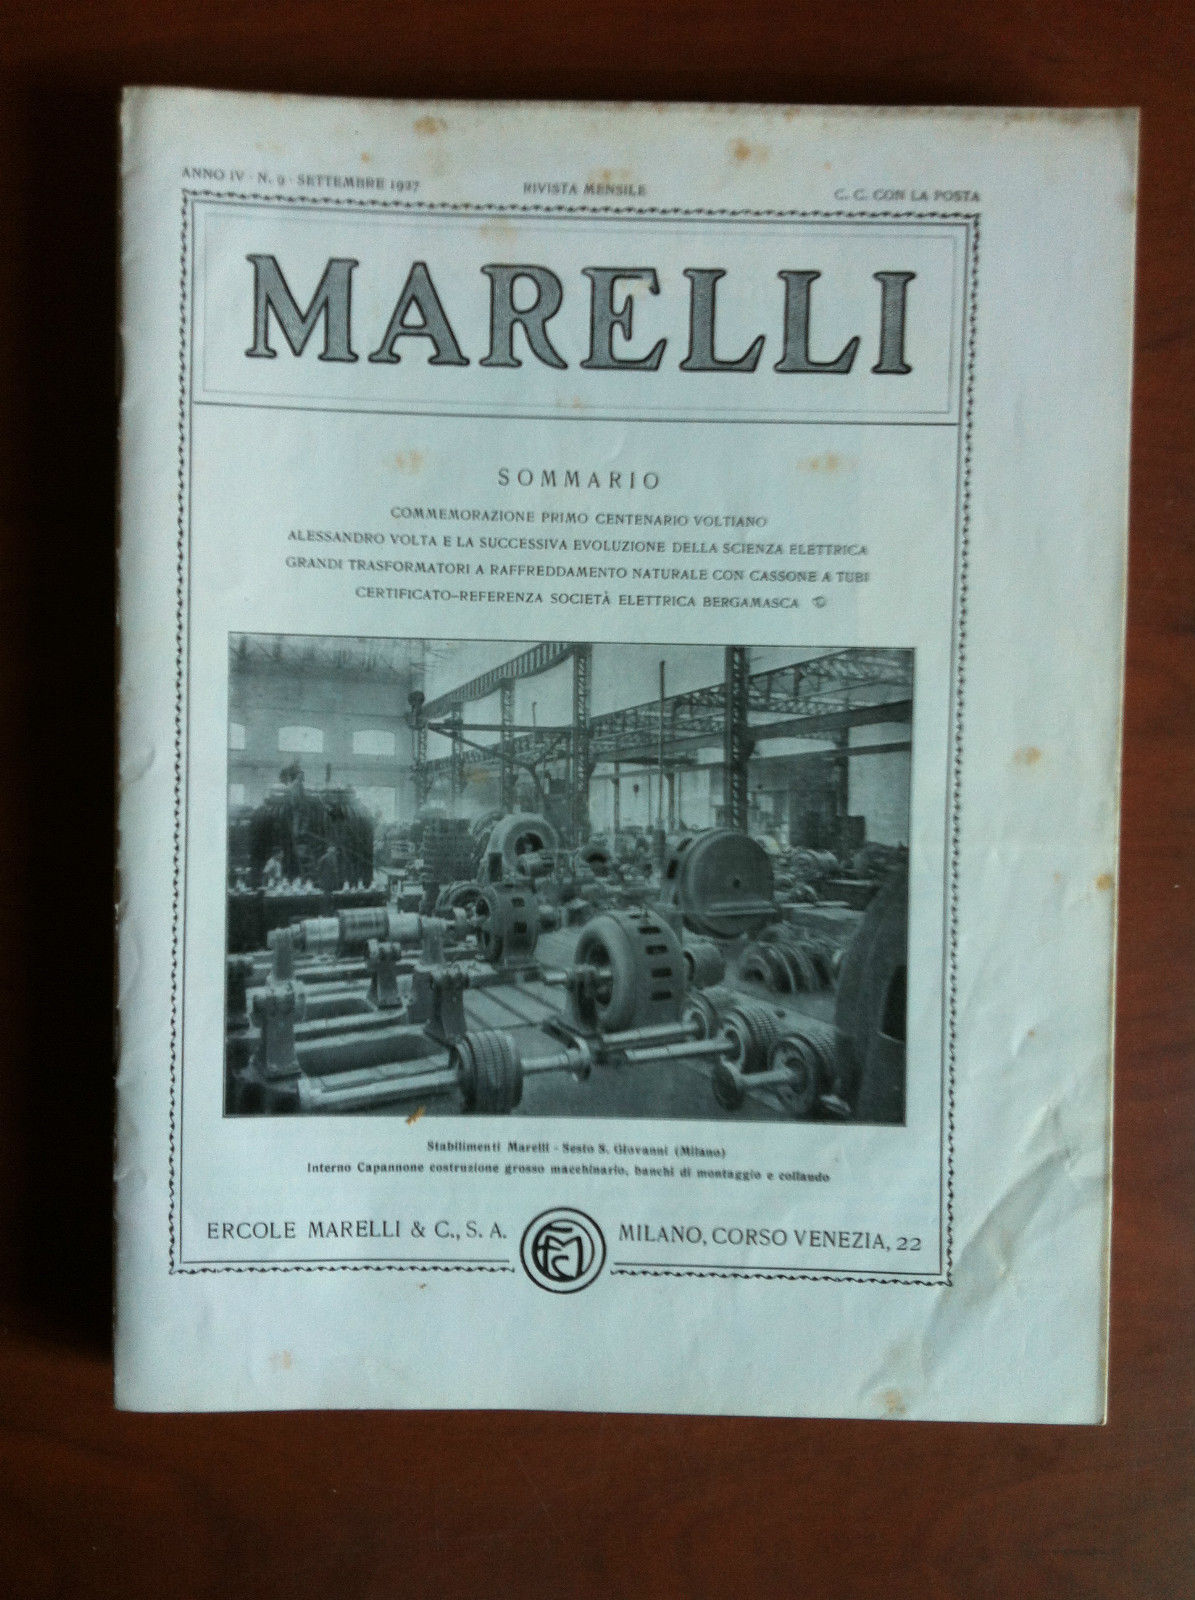 ANNO IV - N. 9 - SETTEMBRE 1927 RIVISTA MENSILE C. C. CON LA POSTA
MARELLI
SOMMARIO
COMMEMORAZIONE PRIMO CENTENARIO VOLTIANO
ALESSANDRO VOLTA E LA SUCCESSIVA EVOLUZIONE DELLA SCIENZA ELETTRICA
GRANDI TRASFORMATORI A RAFFREDDAMENTO NATURALE CON CASSONE A TUBI
CERTIFICATO-REFERENZA SOCIETÀ ELETTRICA BERGAMASCA
Stabilimenti Marelli - Sesto S. Giovanni (Milano)
Interno Capannone costruzione grosso macchinario, banchi di montaggio e collaudo
ERCOLE MARELLI & C., S. A. MILANO, CORSO VENEZIA, 22